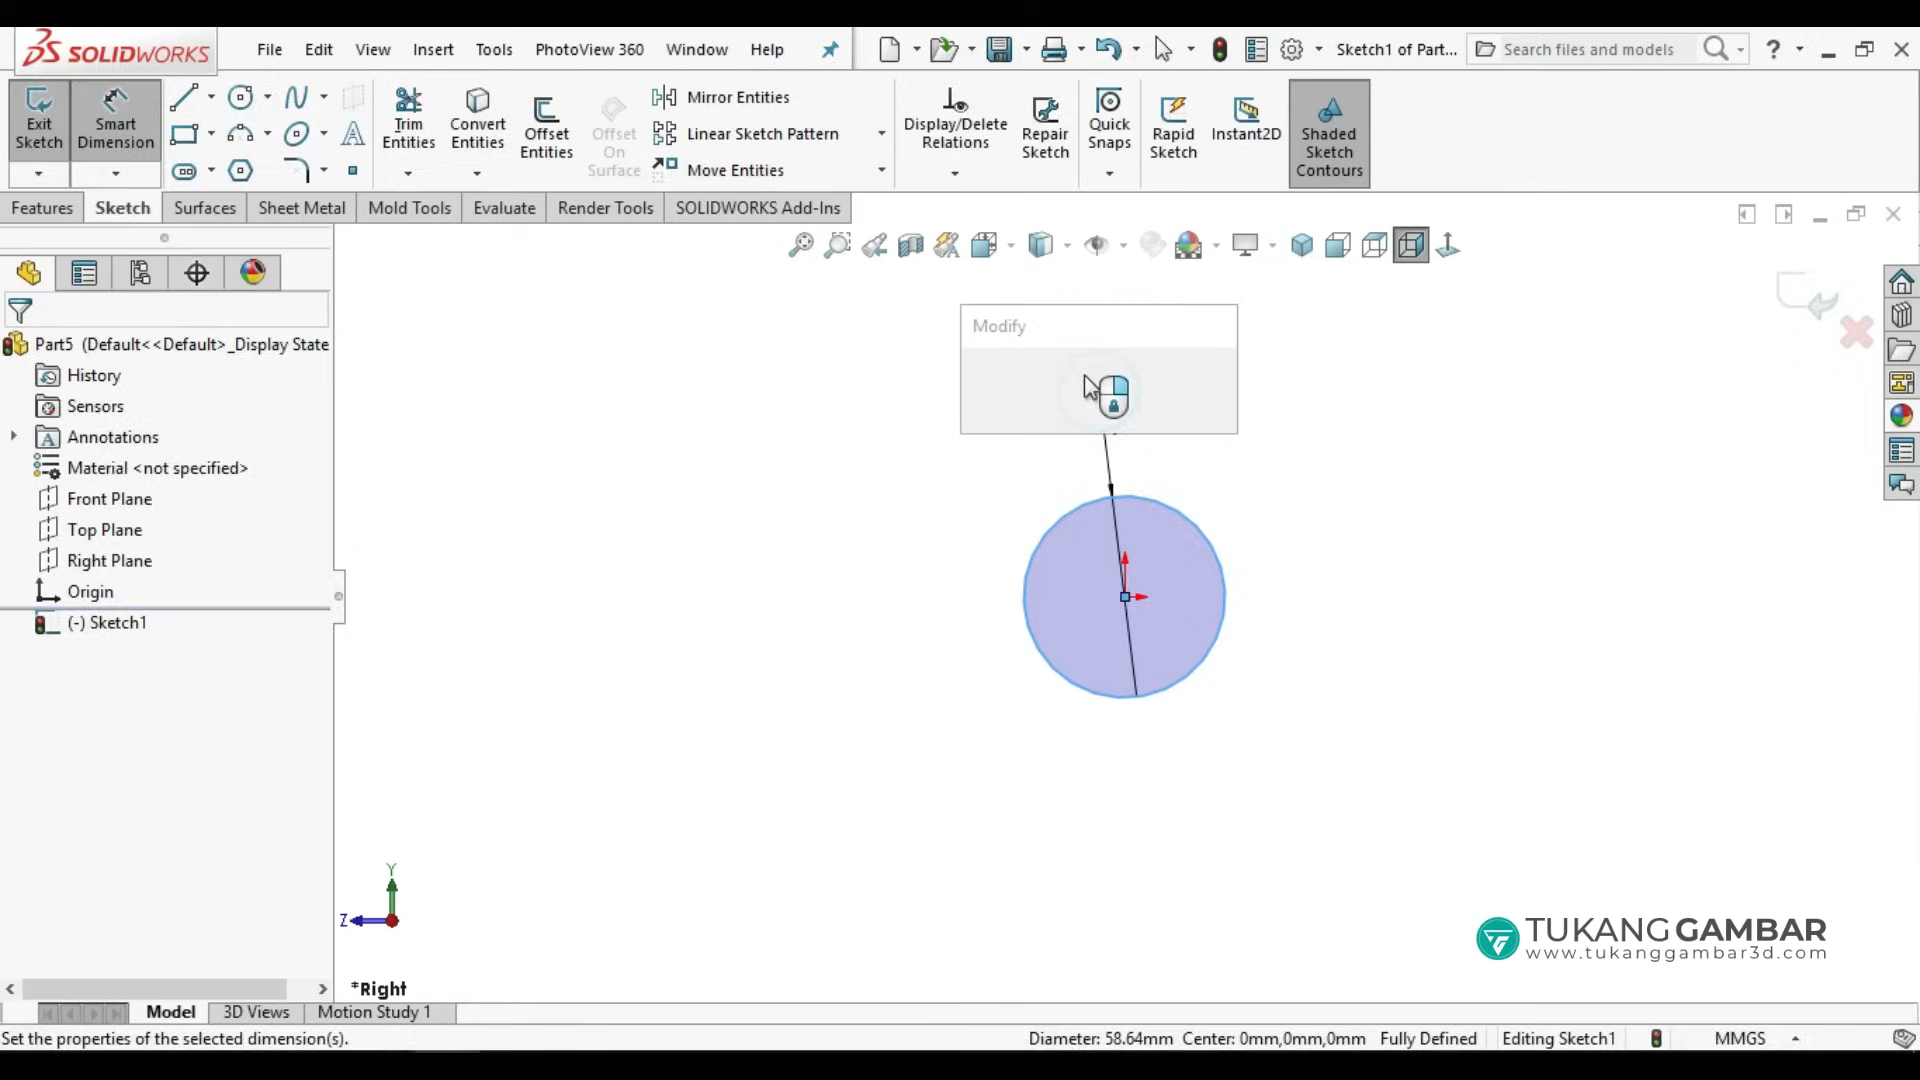 SOLIDWORKS File Edit View Insert Tools PhotoView 360 Window Help Sketch1 of Part... Search files and models ?
Exit Sketch
Smart Dimension
Trim Entities
Convert Entities
Offset Entities
Offset On Surface
Mirror Entities
Linear Sketch Pattern
Move Entities
Display/Delete Relations
Repair Sketch
Quick Snaps
Rapid Sketch
Instant2D
Shaded Sketch Contours
Features Sketch Surfaces Sheet Metal Mold Tools Evaluate Render Tools SOLIDWORKS Add-Ins
Part5 (Default<<Default>_Display State
History
Sensors
Annotations
Material <not specified>
Front Plane
Top Plane
Right Plane
Origin
(-) Sketch1
Modify
Y
Z
*Right
TUKANG GAMBAR
www.tukanggambar3d.com
Model 3D Views Motion Study 1
Set the properties of the selected dimension(s). Diameter: 58.64mm Center: 0mm,0mm,0mm Fully Defined Editing Sketch1 MMGS